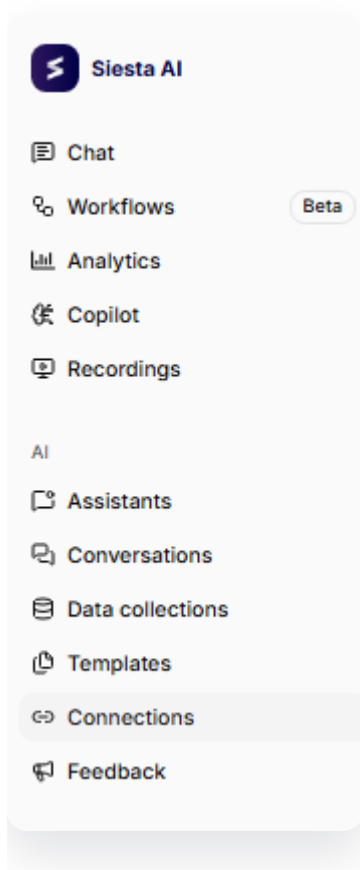 Siesta AI
Chat
Workflows Beta
Analytics
Copilot
Recordings
AI
Assistants
Conversations
Data collections
Templates
Connections
Feedback